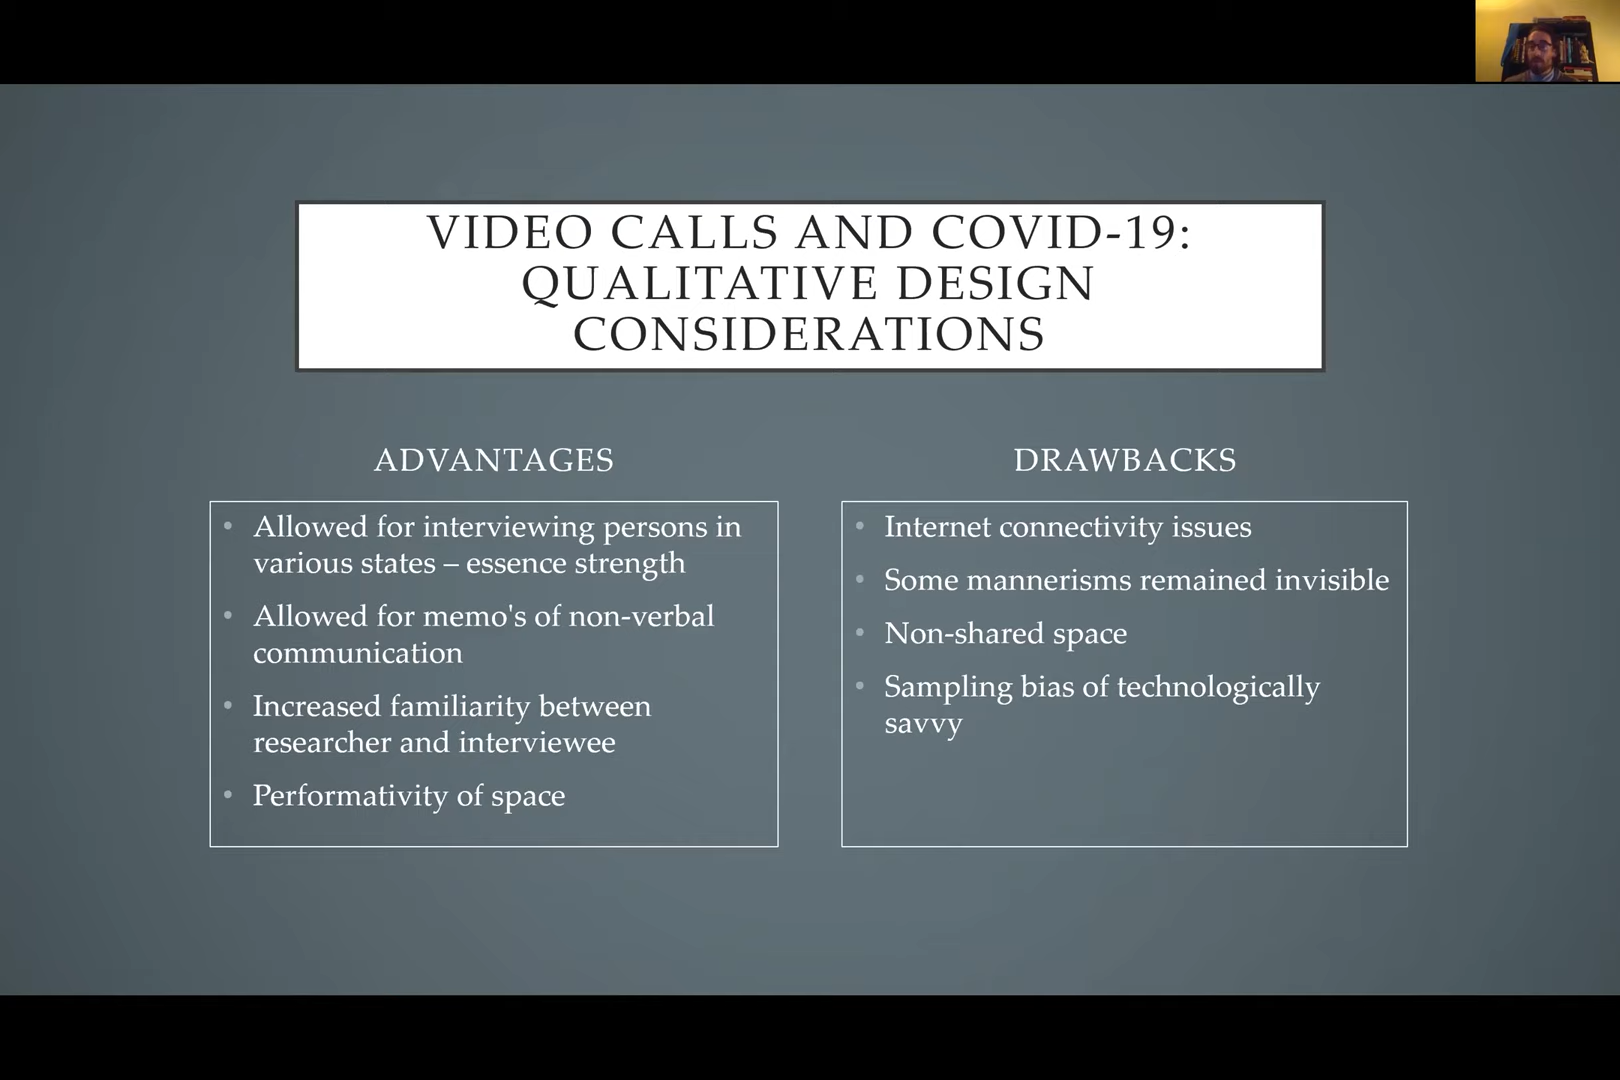 VIDEO CALLS AND COVID-19:
QUALITATIVE DESIGN
CONSIDERATIONS
ADVANTAGES
• Allowed for interviewing persons in
various states – essence strength
• Allowed for memo's of non-verbal
communication
• Increased familiarity between
researcher and interviewee
• Performativity of space
DRAWBACKS
• Internet connectivity issues
• Some mannerisms remained invisible
• Non-shared space
• Sampling bias of technologically
savvy